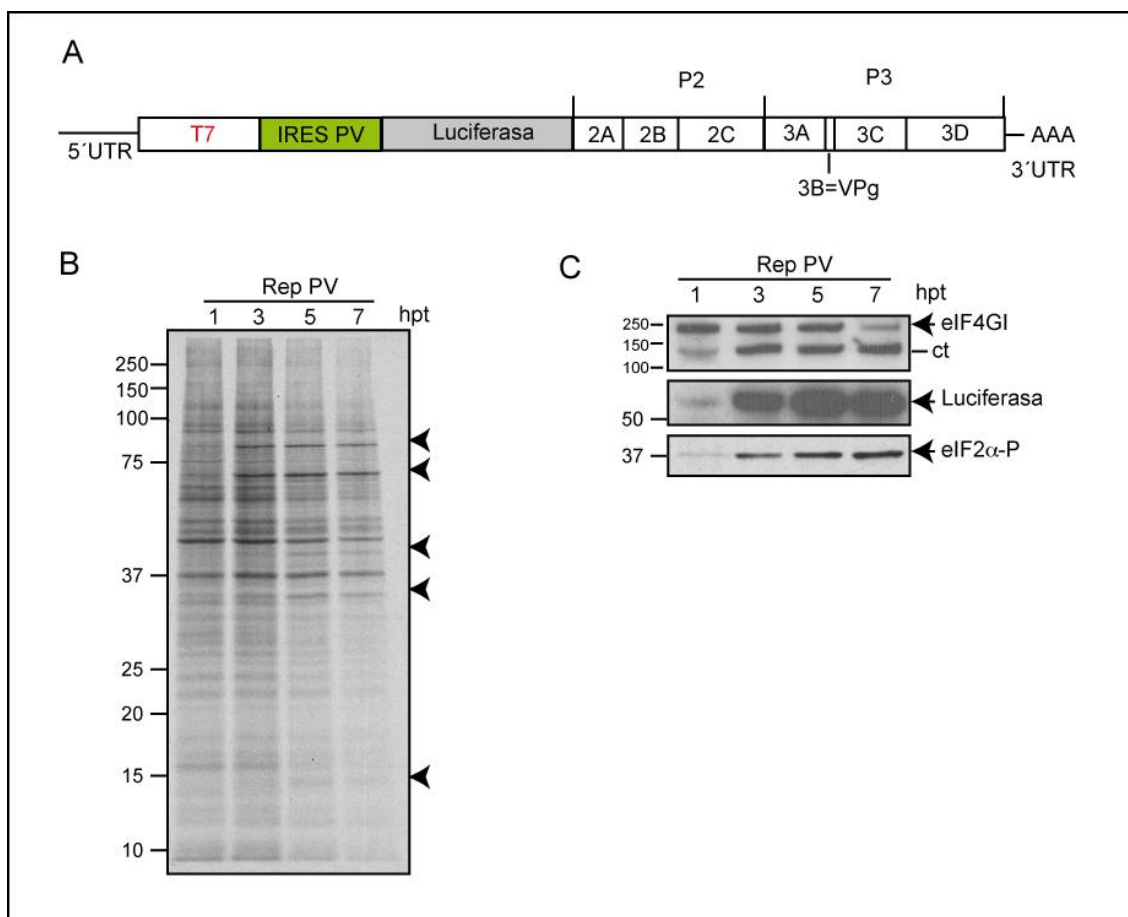 A
P2 P3
T7 IRES PV Luciferasa 2A 2B 2C 3A 3C 3D AAA
5´UTR 3´UTR
3B=VPg
B
Rep PV
1 3 5 7 hpt
250
150
100
75
37
25
20
15
10
C
Rep PV
1 3 5 7 hpt
250 eIF4GI
150 ct
100
Luciferasa
50
37 eIF2α-P